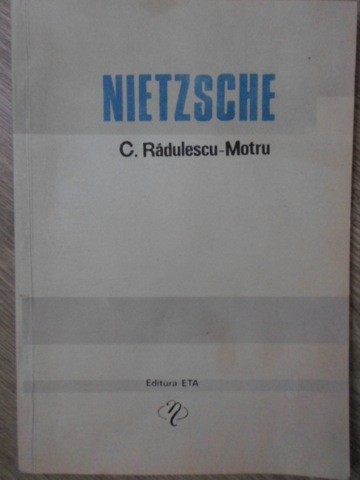 NIETZSCHE
C. Rădulescu-Motru
Editura ETA
η